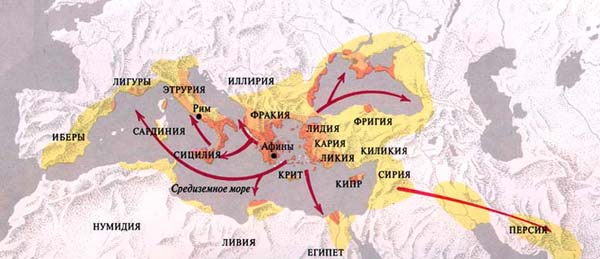 ЛИГУРЫ
ЭТРУРИЯ
ИЛЛИРИЯ
Рим
ФРАКИЯ
ИБЕРЫ
САРДИНИЯ
ЛИДИЯ
ФРИГИЯ
СИЦИЛИЯ
Афины
КАРИЯ
ЛИКИЯ
КИЛИКИЯ
КРИТ
КИПР
СИРИЯ
Средиземное море
НУМИДИЯ
ЛИВИЯ
ЕГИПЕТ
ПЕРСИЯ